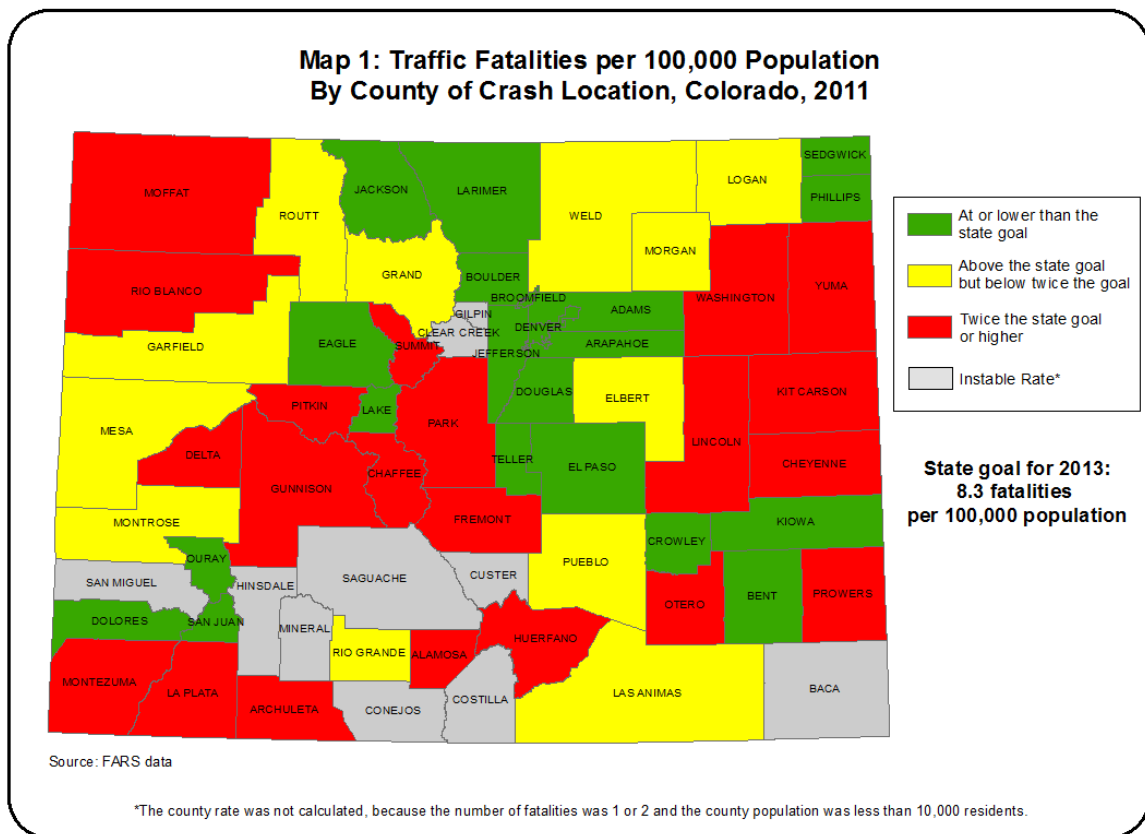 Map 1: Traffic Fatalities per 100,000 Population
By County of Crash Location, Colorado, 2011
SEDGWICK
LOGAN
JACKSON
LARIMER
MOFFAT
PHILLIPS
ROUTT
WELD
MORGAN
GRAND
BOULDER
RIO BLANCO
YUMA
WASHINGTON
BROOMFIELD
ADAMS
GILPIN
DENVER
CLEAR CREEK
EAGLE
SUMMIT
GARFIELD
JEFFERSON
ARAPAHOE
DOUGLAS
ELBERT
KIT CARSON
PITKIN
LAKE
PARK
LINCOLN
MESA
DELTA
TELLER
EL PASO
CHEYENNE
CHAFFEE
GUNNISON
FREMONT
MONTROSE
KIOWA
CROWLEY
OURAY
PUEBLO
SAN MIGUEL
HINSDALE
SAGUACHE
CUSTER
OTERO
BENT
PROWERS
DOLORES
SAN JUAN
MINERAL
HUERFANO
RIO GRANDE
ALAMOSA
MONTEZUMA
LA PLATA
ARCHULETA
CONEJOS
COSTILLA
LAS ANIMAS
BACA
At or lower than the
state goal
Above the state goal
but below twice the goal
Twice the state goal
or higher
Instable Rate*
State goal for 2013:
8.3 fatalities
per 100,000 population
Source: FARS data
*The county rate was not calculated, because the number of fatalities was 1 or 2 and the county population was less than 10,000 residents.